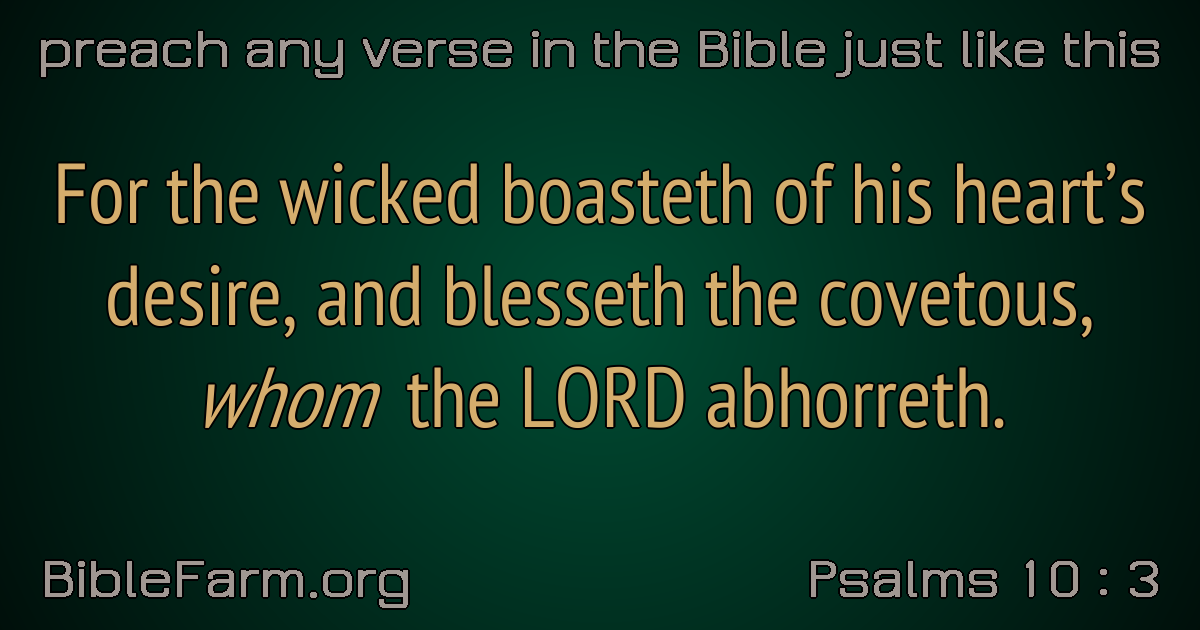 preach any verse in the Bible just like this
For the wicked boasteth of his heart’s
desire, and blesseth the covetous,
whom the LORD abhorreth.
BibleFarm.org
Psalms 10 : 3